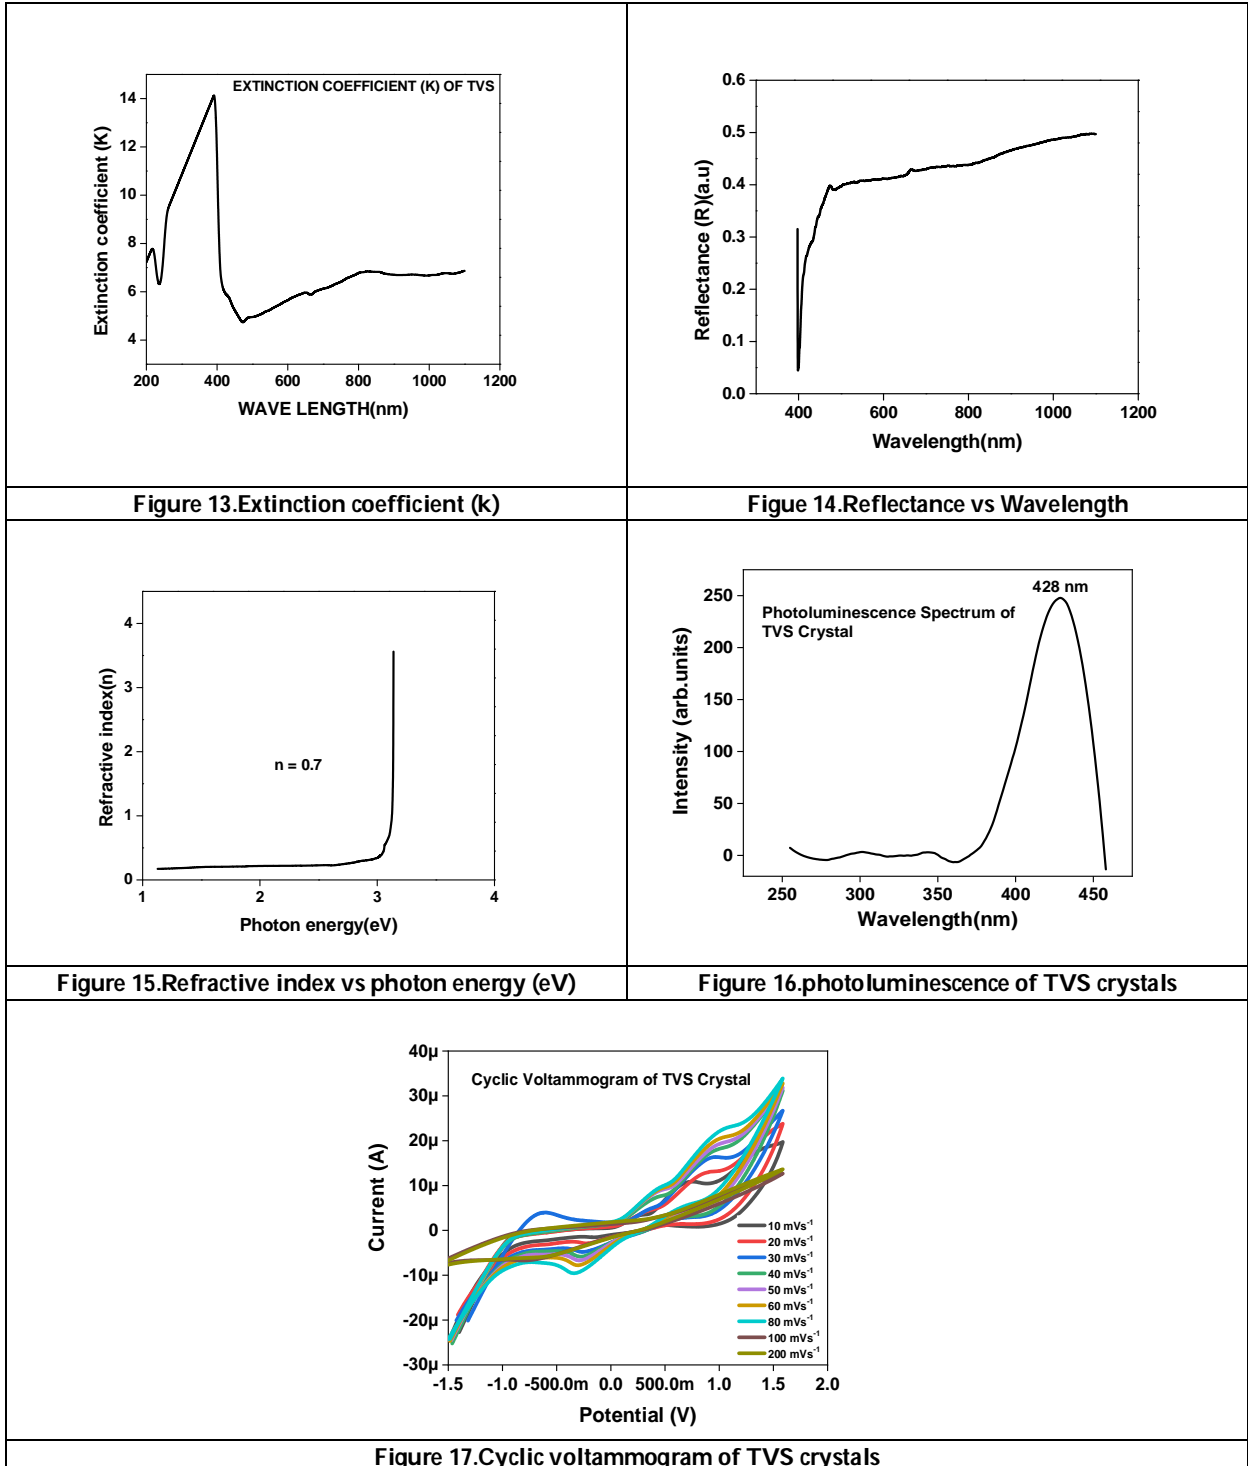 EXTINCTION COEFFICIENT (K) OF TVS
14
12
10
8
6
4
Extinction coefficient (K)
200 400 600 800 1000 1200
WAVE LENGTH(nm)
Figure 13.Extinction coefficient (k)
0.6
0.5
0.4
0.3
0.2
0.1
0.0
Reflectance (R)(a.u)
400 600 800 1000 1200
Wavelength(nm)
Figue 14.Reflectance vs Wavelength
4
3
2
1
0
Refractive index(n)
n = 0.7
1 2 3 4
Photon energy(eV)
Figure 15.Refractive index vs photon energy (eV)
428 nm
Photoluminescence Spectrum of
TVS Crystal
250
200
150
100
50
0
Intensity (arb.units)
250 300 350 400 450
Wavelength(nm)
Figure 16.photoluminescence of TVS crystals
Cyclic Voltammogram of TVS Crystal
40µ
30µ
20µ
10µ
0
-10µ
-20µ
-30µ
Current (A)
10 mVs-1
20 mVs-1
30 mVs-1
40 mVs-1
50 mVs-1
60 mVs-1
80 mVs-1
100 mVs-1
200 mVs-1
-1.5 -1.0 -500.0m 0.0 500.0m 1.0 1.5 2.0
Potential (V)
Figure 17.Cyclic voltammogram of TVS crystals